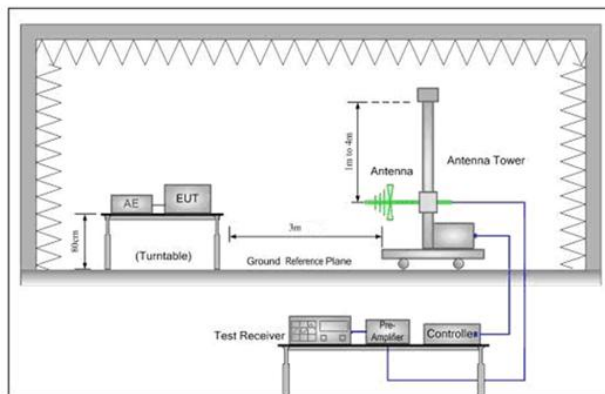 1m to 4m
Antenna
Antenna Tower
AE
EUT
80cm
(Turntable)
3m
Ground Reference Plane
Test Receiver
Pre-
Amplifier
Controller